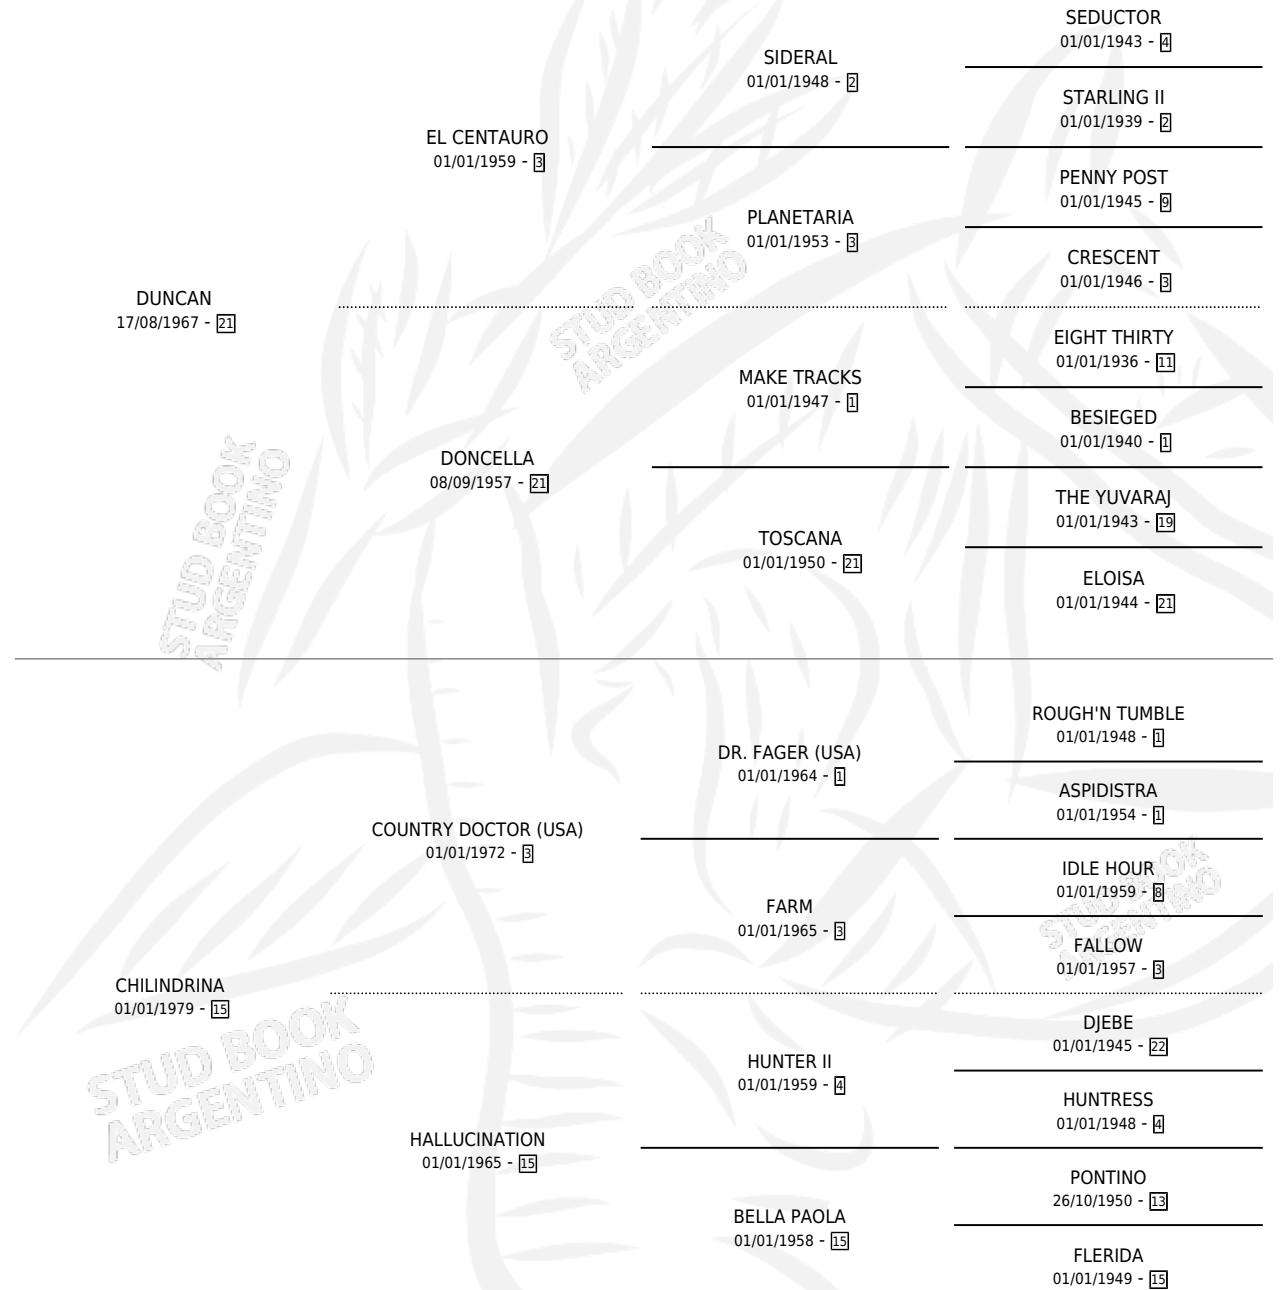 SEDUCTOR
01/01/1943 - 4
SIDERAL
01/01/1948 - 2
STARLING II
01/01/1939 - 2
EL CENTAURO
01/01/1959 - 3
PENNY POST
01/01/1945 - 9
PLANETARIA
01/01/1953 - 3
CRESCENT
01/01/1946 - 3
DUNCAN
17/08/1967 - 21
EIGHT THIRTY
01/01/1936 - 11
MAKE TRACKS
01/01/1947 - 1
BESIEGED
01/01/1940 - 1
DONCELLA
08/09/1957 - 21
THE YUVARAJ
01/01/1943 - 19
TOSCANA
01/01/1950 - 21
ELOISA
01/01/1944 - 21
STUD BOOK
ARGENTINO
STUD BOOK
ARGENTINO
ROUGH'N TUMBLE
01/01/1948 - 1
DR. FAGER (USA)
01/01/1964 - 1
ASPIDISTRA
01/01/1954 - 1
COUNTRY DOCTOR (USA)
01/01/1972 - 3
IDLE HOUR
01/01/1959 - 8
FARM
01/01/1965 - 3
FALLOW
01/01/1957 - 3
CHILINDRINA
01/01/1979 - 15
DJEBE
01/01/1945 - 22
HUNTER II
01/01/1959 - 4
HUNTRESS
01/01/1948 - 4
HALLUCINATION
01/01/1965 - 15
PONTINO
26/10/1950 - 13
BELLA PAOLA
01/01/1958 - 15
FLERIDA
01/01/1949 - 15
STUD BOOK
ARGENTINO
STUD BOOK
ARGENTINO